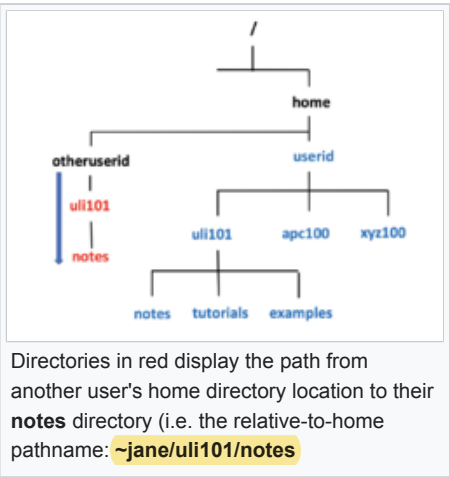 /
home
otheruserid
userid
uli101
uli101 apc100 xyz100
notes
notes tutorials examples
Directories in red display the path from
another user's home directory location to their
notes directory (i.e. the relative-to-home
pathname: ~jane/uli101/notes